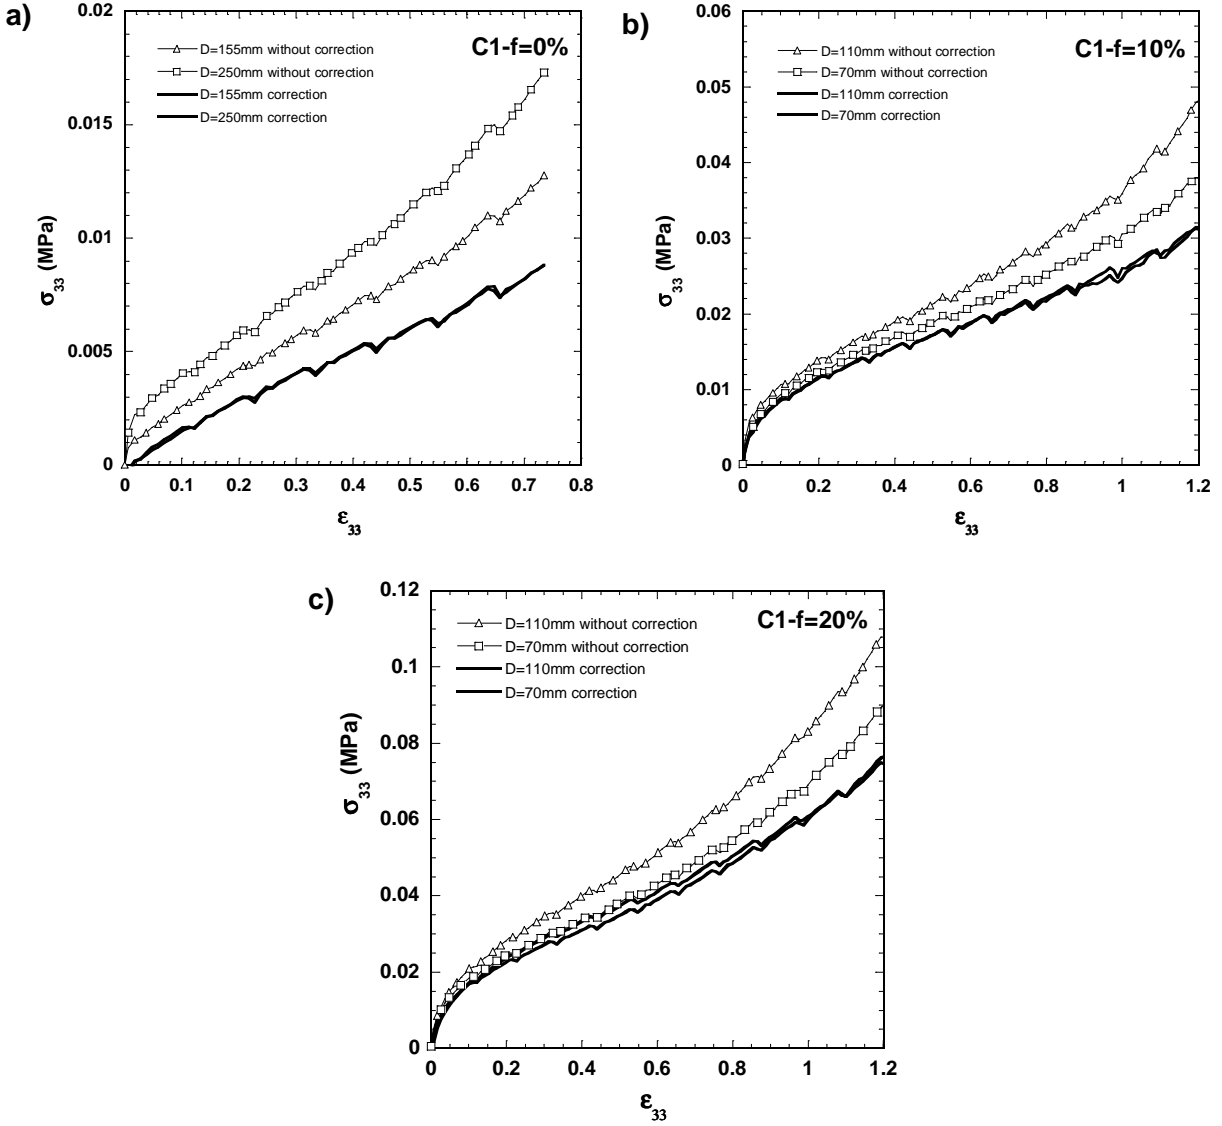 a)
C1-f=0%
D=155mm without correction
D=250mm without correction
D=155mm correction
D=250mm correction
0.02
0.015
0.01
0.005
0
σ33 (MPa)
0 0.1 0.2 0.3 0.4 0.5 0.6 0.7 0.8
ε33
b)
C1-f=10%
D=110mm without correction
D=70mm without correction
D=110mm correction
D=70mm correction
0.06
0.05
0.04
0.03
0.02
0.01
0
σ33 (MPa)
0 0.2 0.4 0.6 0.8 1 1.2
ε33
c)
C1-f=20%
D=110mm without correction
D=70mm without correction
D=110mm correction
D=70mm correction
0.12
0.1
0.08
0.06
0.04
0.02
0
σ33 (MPa)
0 0.2 0.4 0.6 0.8 1 1.2
ε33